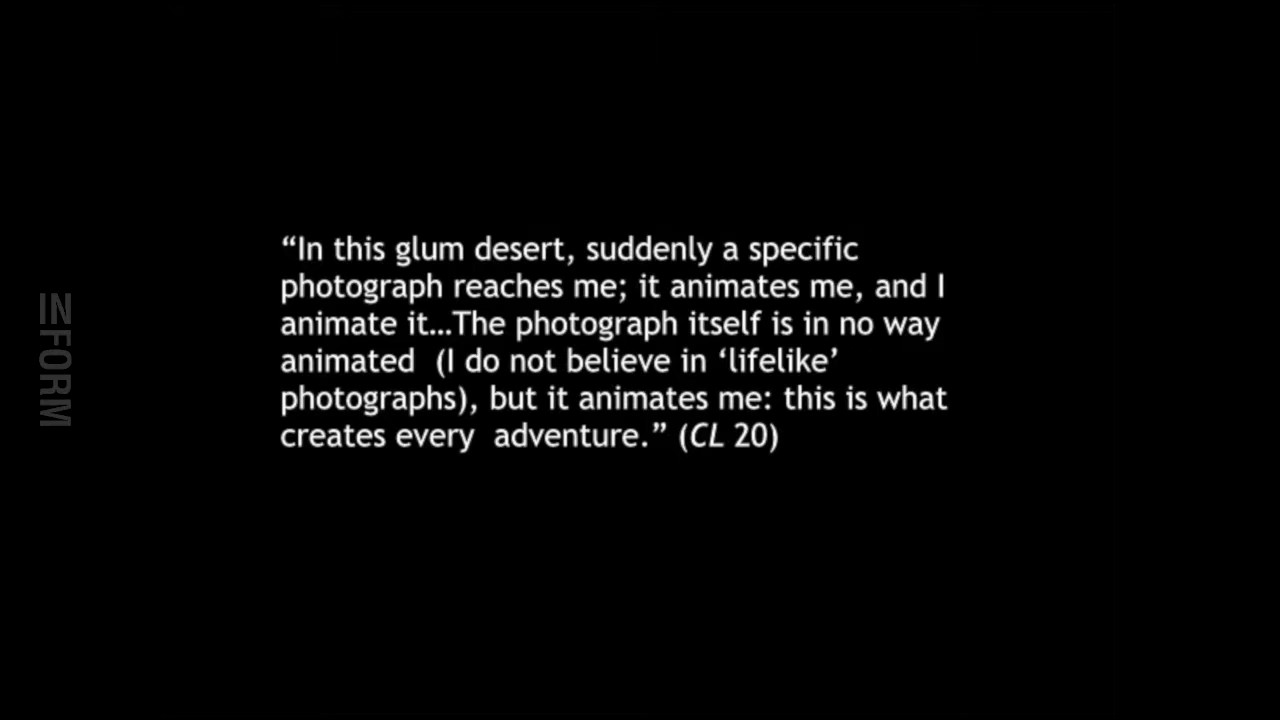 “In this glum desert, suddenly a specific
photograph reaches me; it animates me, and I
animate it…The photograph itself is in no way
animated  (I do not believe in ‘lifelike’
photographs), but it animates me: this is what
creates every  adventure.” (CL 20)
INFORM